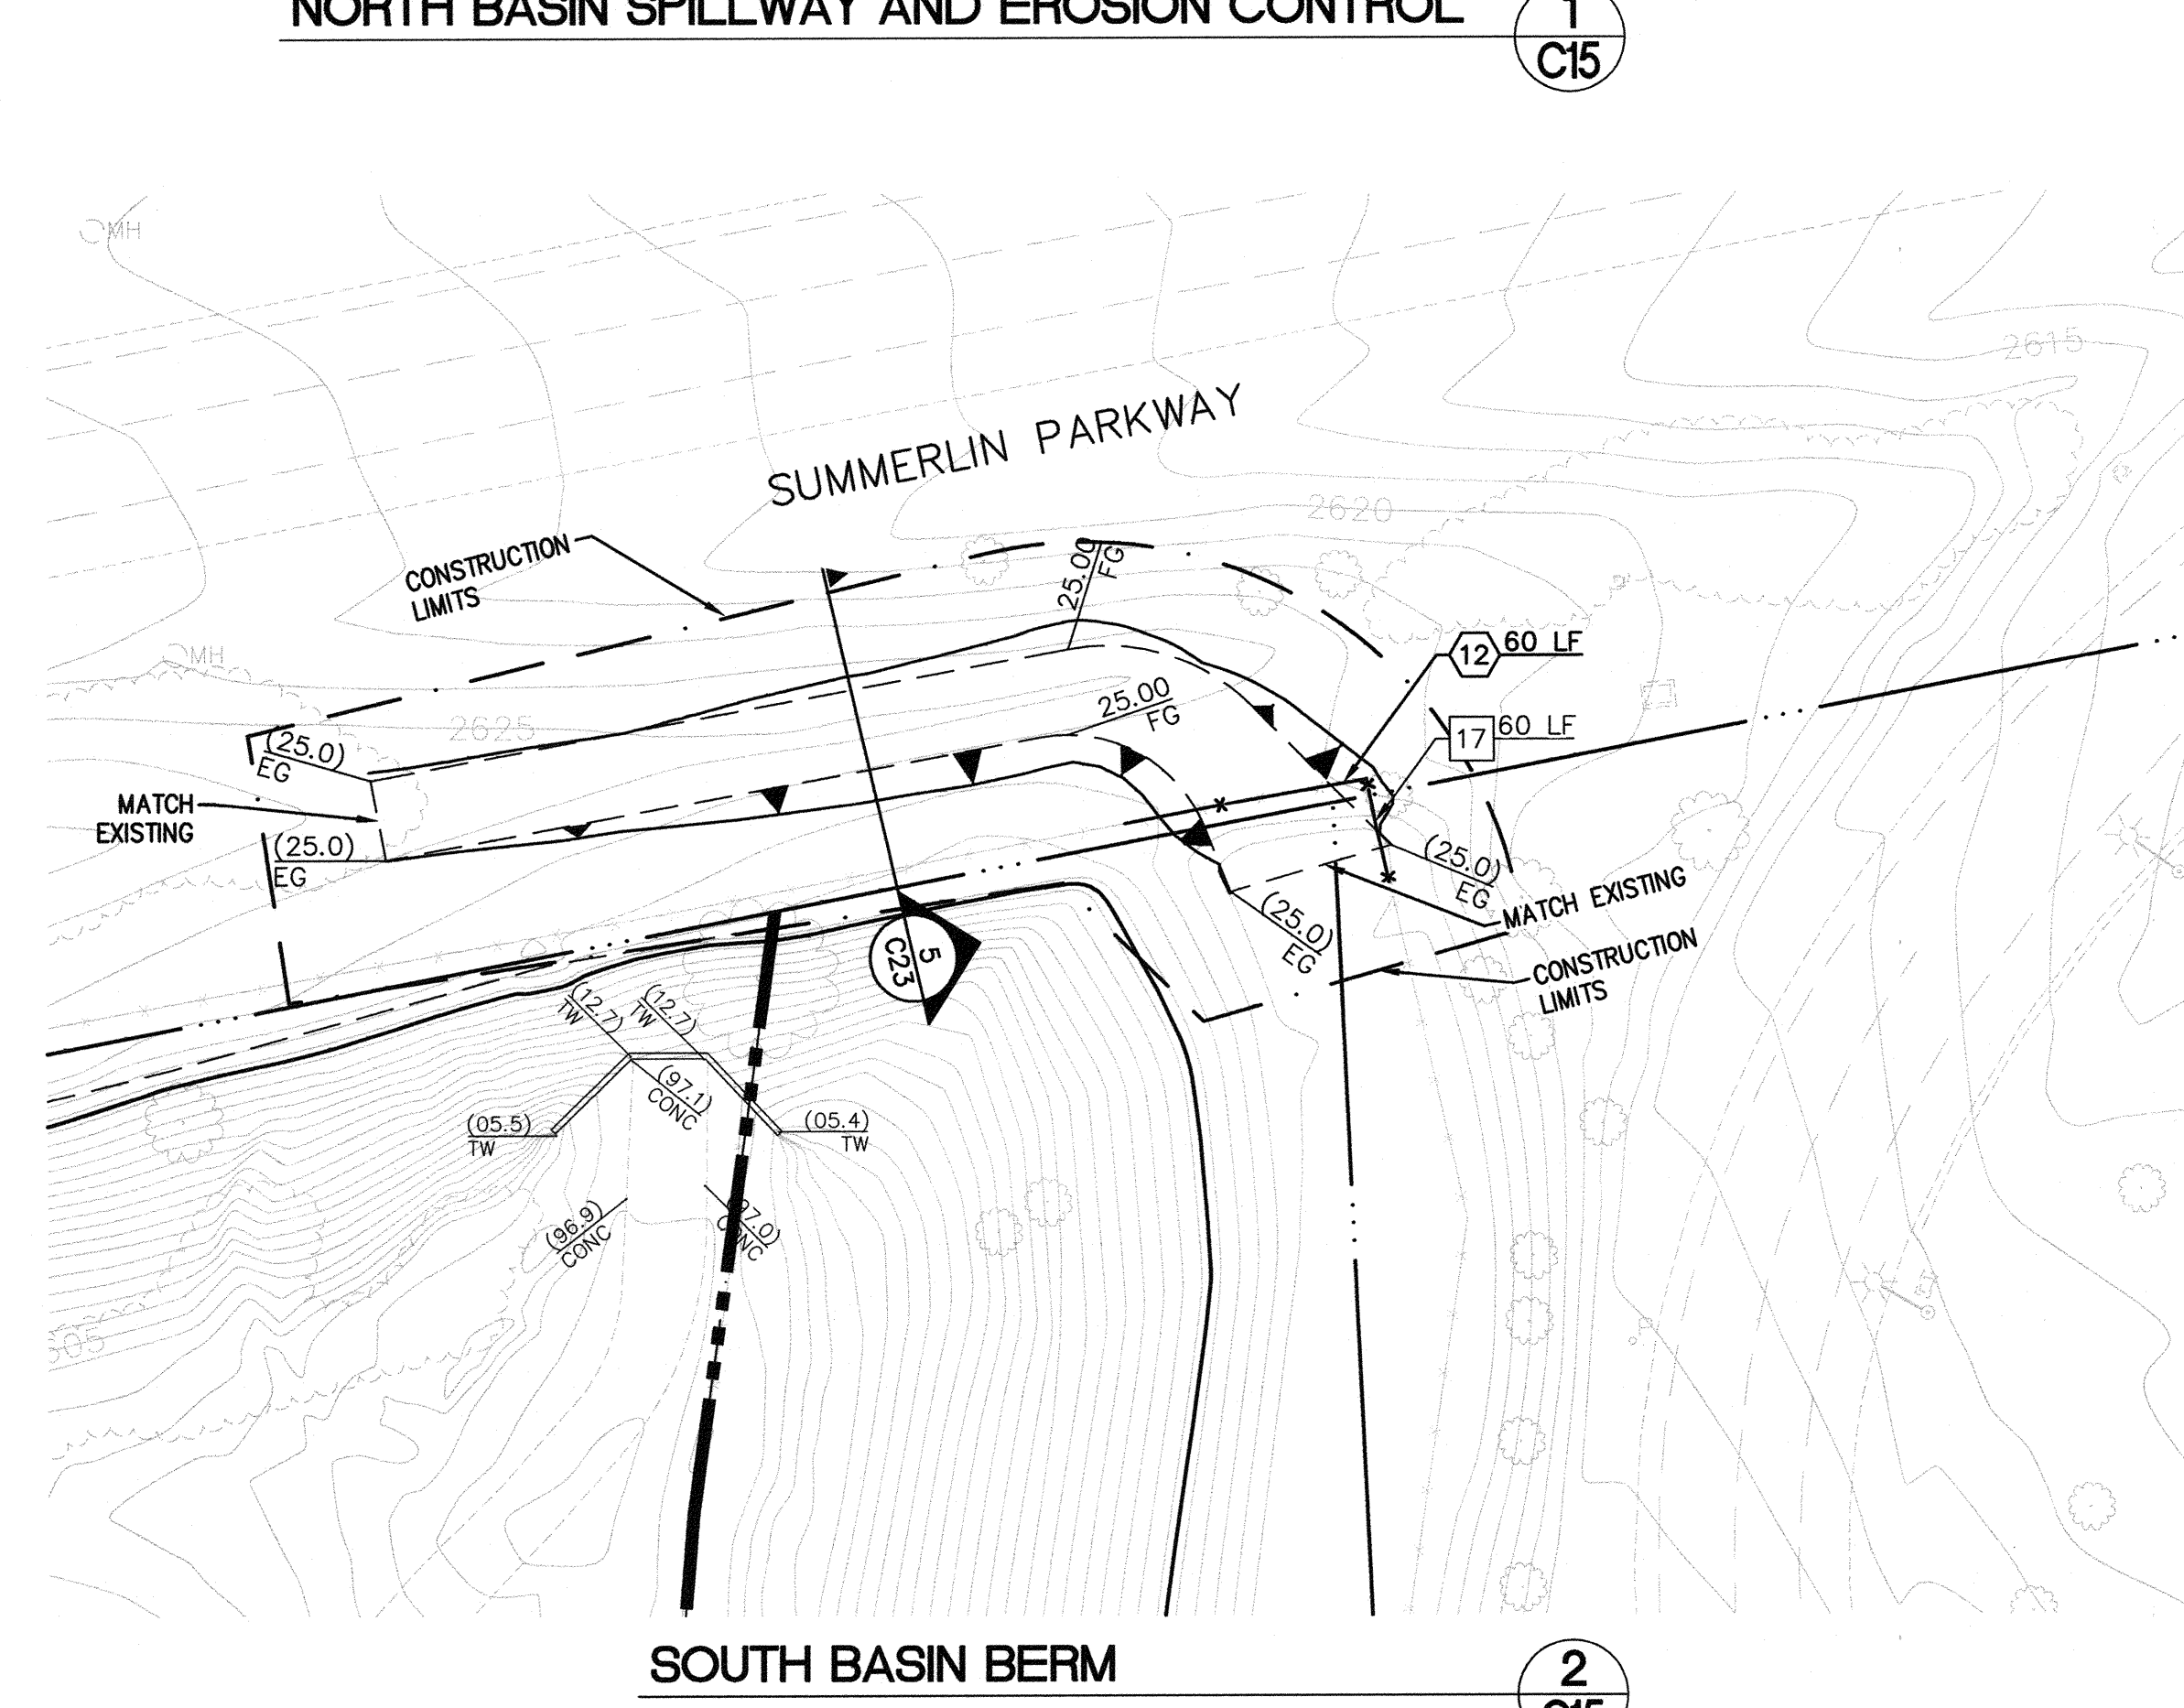 NORTH BASIN SPILLWAY AND EROSION CONTROL
1
C15
MH
2615
SUMMERLIN PARKWAY
2620
CONSTRUCTION
LIMITS
25.00
FG
MH
12
60 LF
25.00
FG
2625
17
60 LF
(25.0)
EG
MATCH
EXISTING
(25.0)
EG
(25.0)
EG
MATCH EXISTING
(25.0)
EG
CONSTRUCTION
LIMITS
5
C23
(12.7)
TW
(12.7)
TW
(97.1)
CONC
(05.5)
TW
(05.4)
TW
(96.9)
CONC
(97.0)
CONC
SOUTH BASIN BERM
2
C15